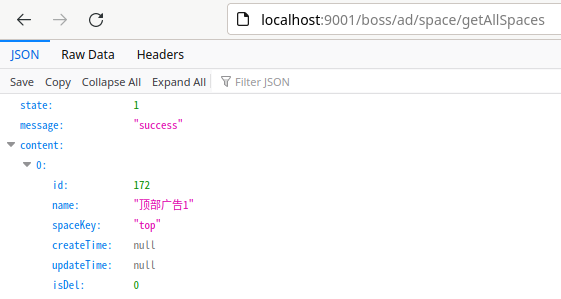 localhost:9001/boss/ad/space/getAllSpaces
JSON Raw Data Headers
Save Copy Collapse All Expand All Filter JSON
state: 1
message: "success"
content:
0:
id: 172
name: "顶部广告1"
spaceKey: "top"
createTime: null
updateTime: null
isDel: 0